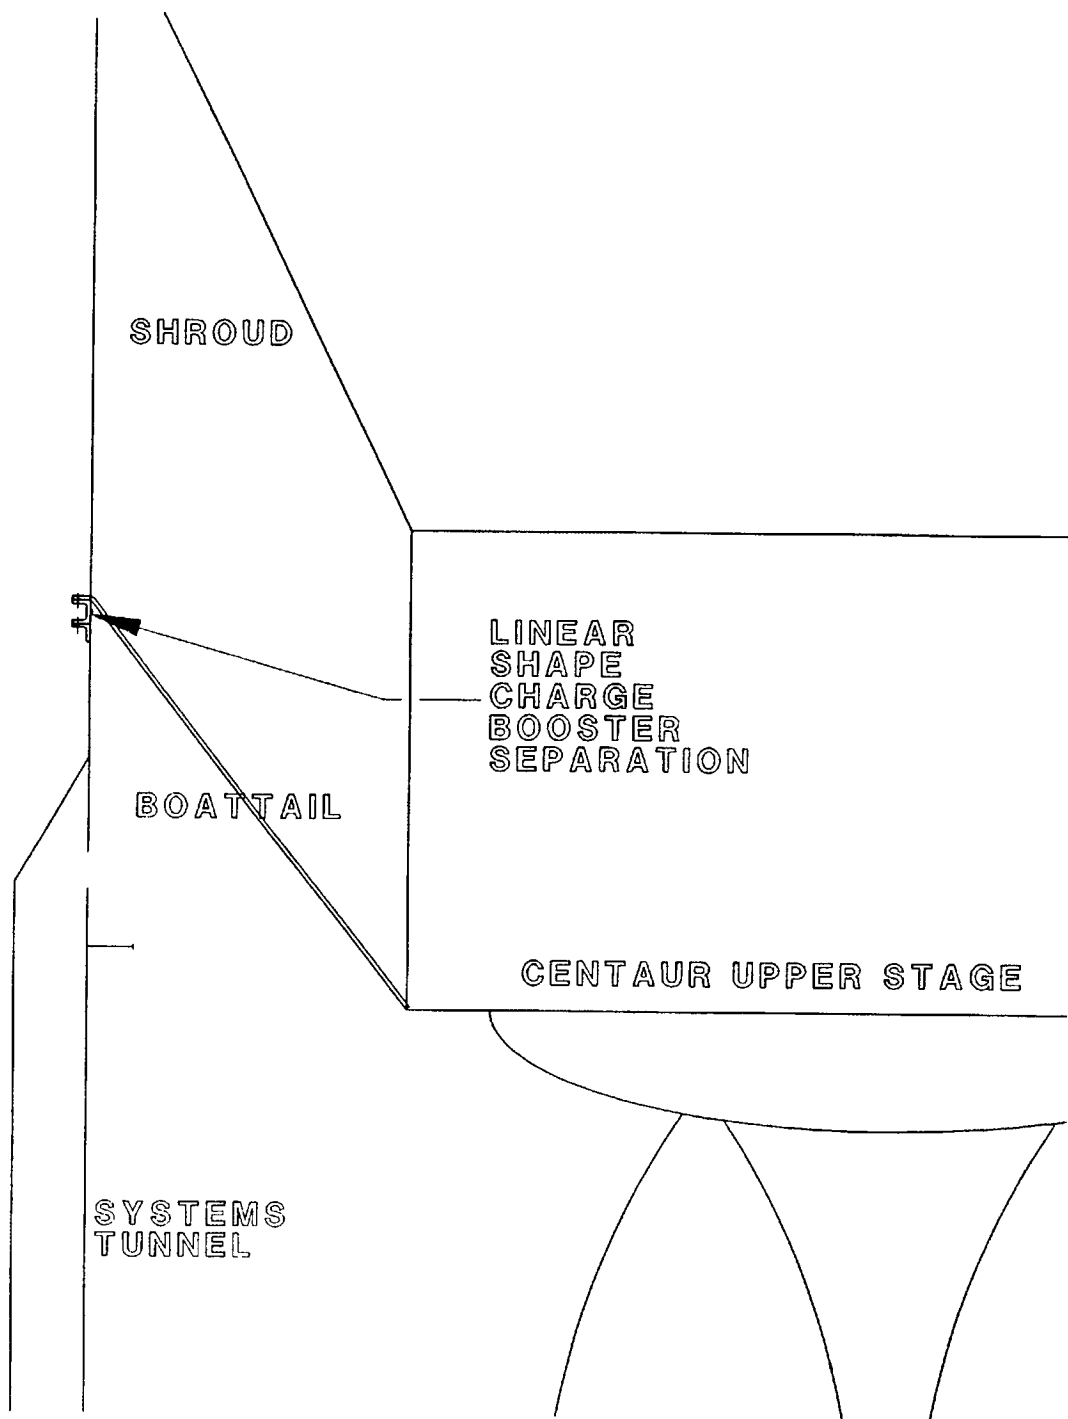 SHROUD
LINEAR
SHAPE
CHARGE
BOOSTER
SEPARATION
BOATTAIL
CENTAUR UPPER STAGE
SYSTEMS
TUNNEL